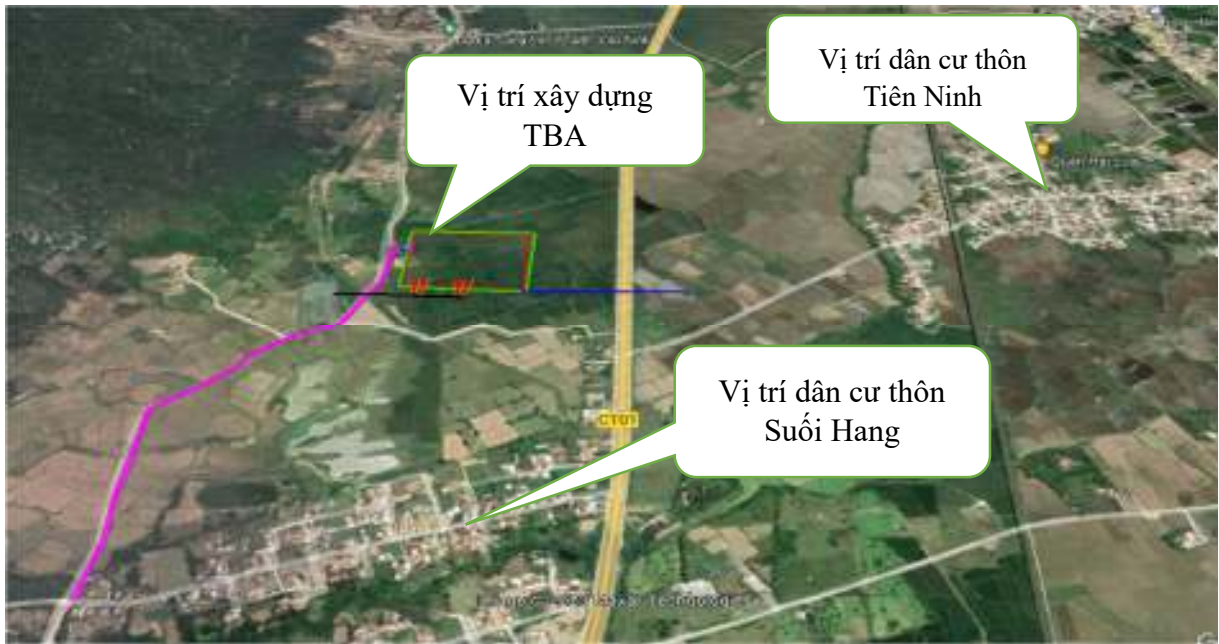 Vị trí xây dựng
TBA
Vị trí dân cư thôn
Tiên Ninh
Vị trí dân cư thôn
Suối Hang
CT01